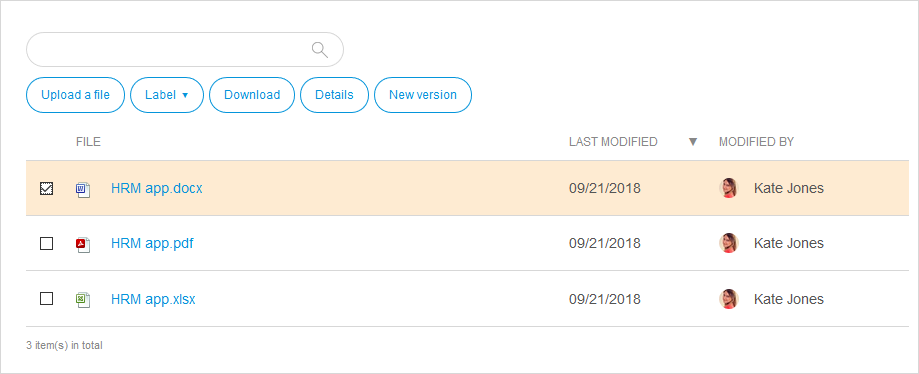 Upload a file Label ▼ Download Details New version
FILE LAST MODIFIED ▼ MODIFIED BY
HRM app.docx 09/21/2018 Kate Jones
HRM app.pdf 09/21/2018 Kate Jones
HRM app.xlsx 09/21/2018 Kate Jones
3 item(s) in total